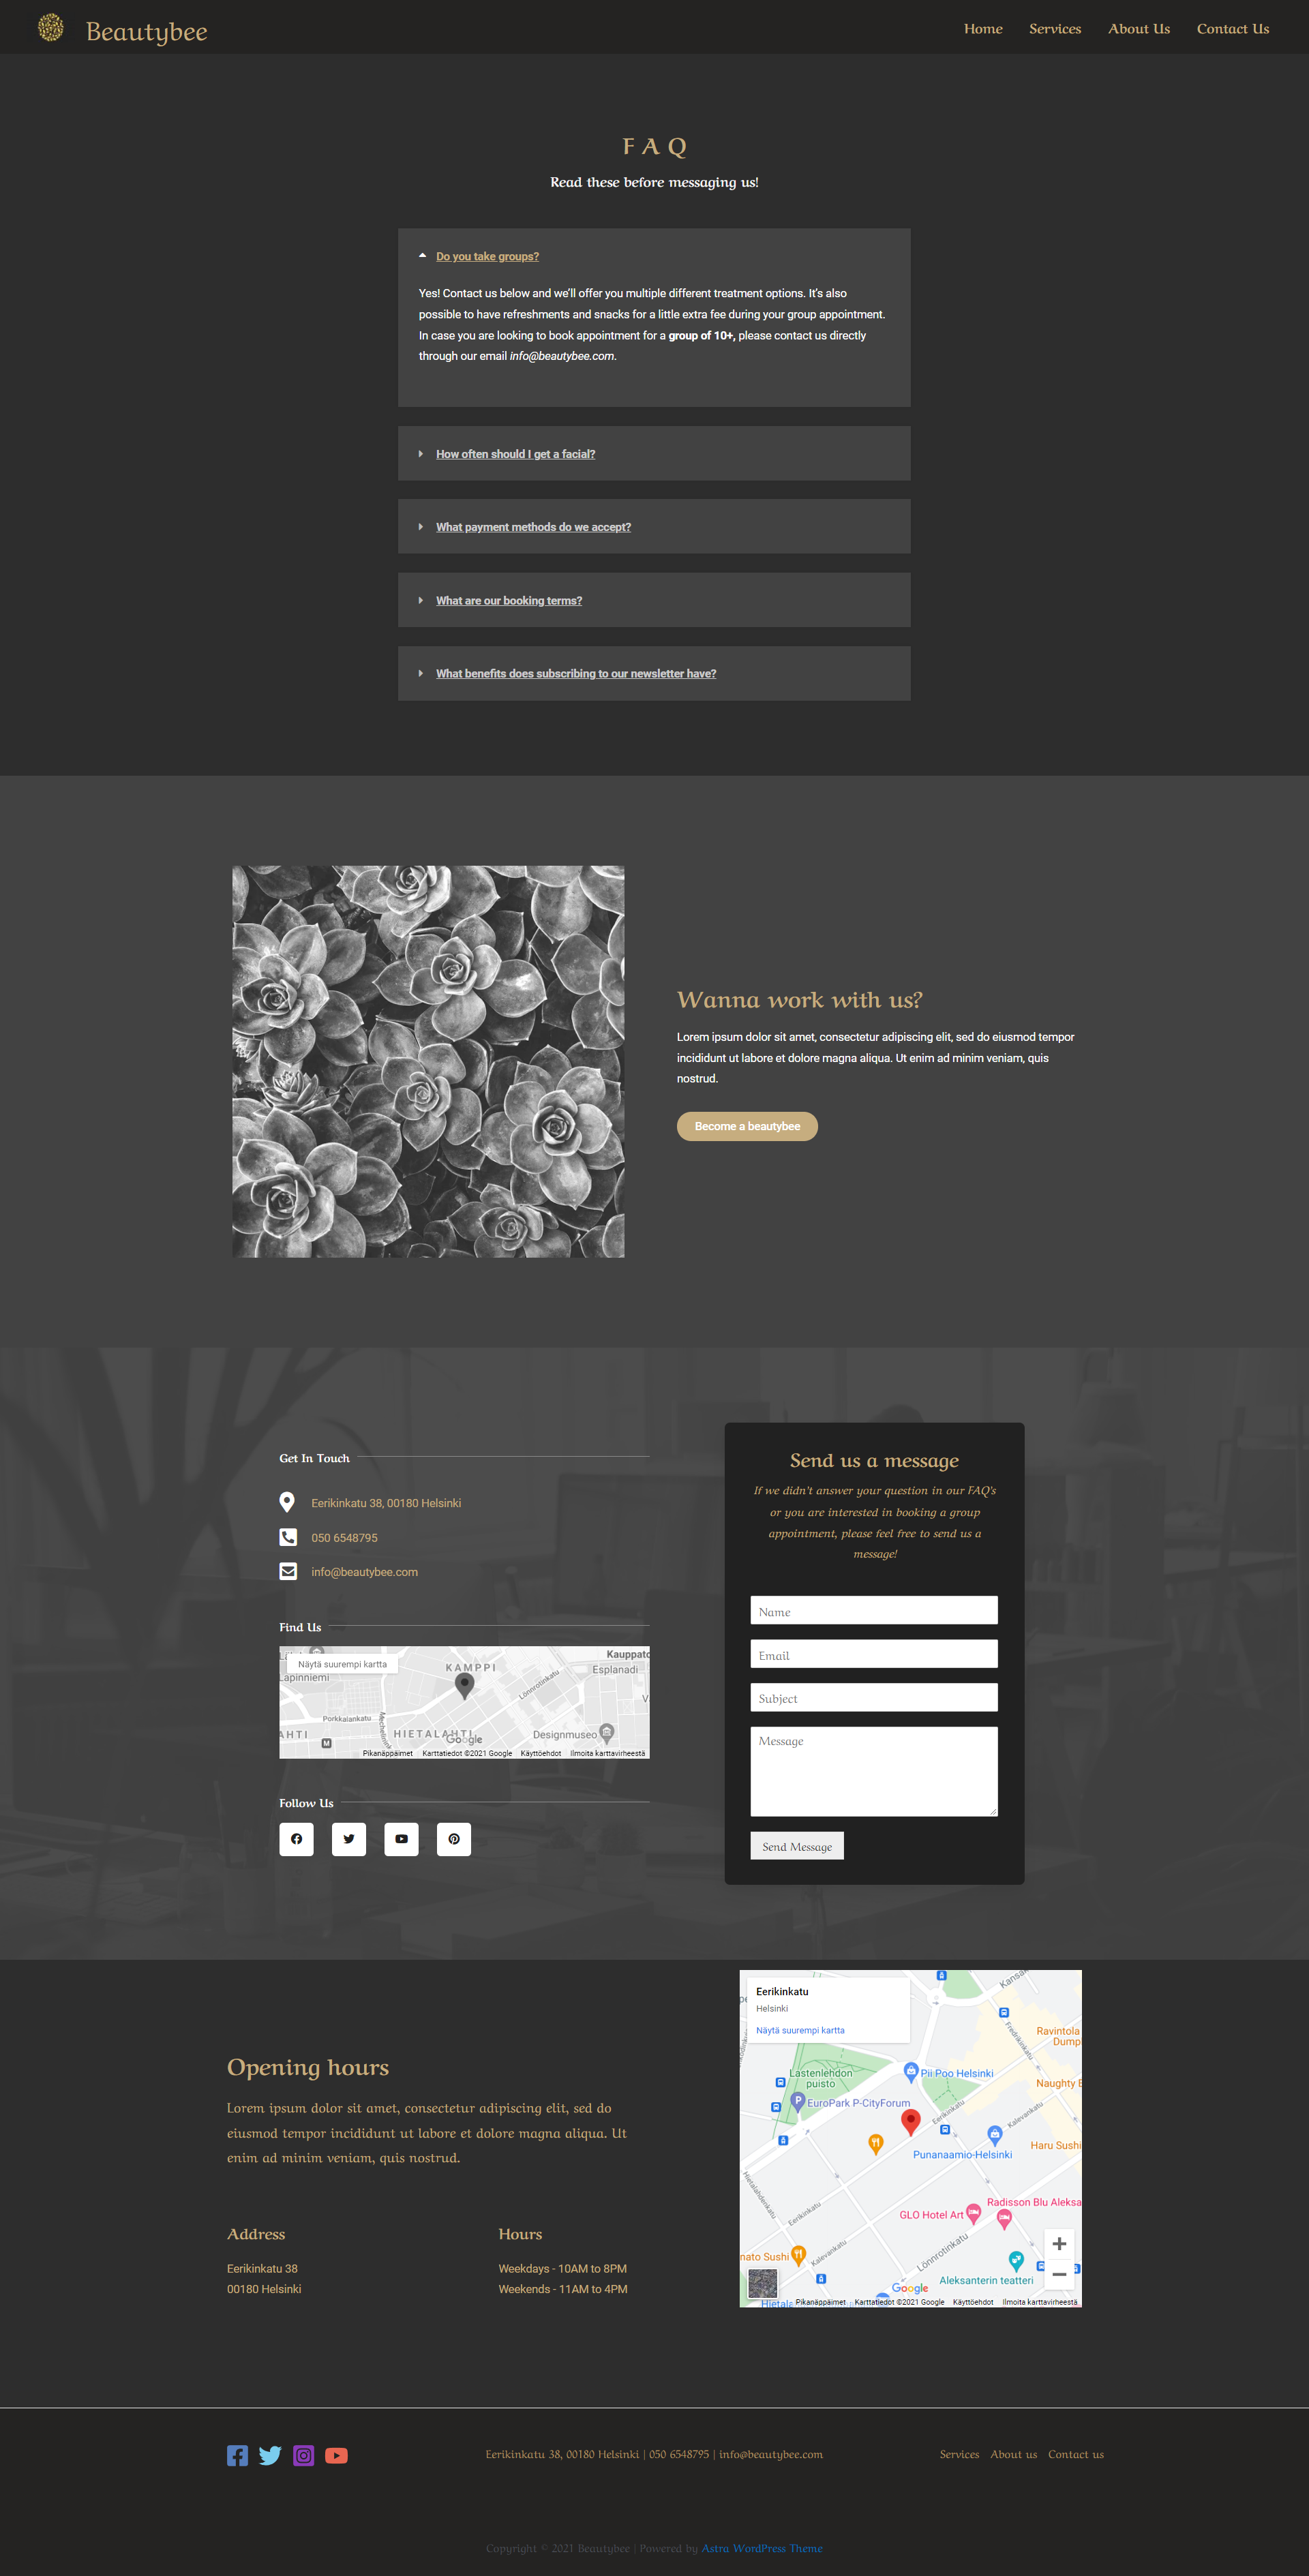 Beautybee
Home
Services
About Us
Contact Us
FAQ
Read these before messaging us!
Do you take groups?
Yes! Contact us below and we'll offer you multiple different treatment options. It's also
possible to have refreshments and snacks for a little extra fee during your group appointment.
In case you are looking to book appointment for a group of 10+, please contact us directly
through our email info@beautybee.com.
How often should I get a facial?
What payment methods do we accept?
What are our booking terms?
What benefits does subscribing to our newsletter have?
Wanna work with us?
Lorem ipsum dolor sit amet, consectetur adipiscing elit, sed do eiusmod tempor
incididunt ut labore et dolore magna aliqua. Ut enim ad minim veniam, quis
nostrud.
Become a beautybee
Get In Touch
Eerikinkatu 38, 00180 Helsinki
050 6548795
info@beautybee.com
Find Us
Näytä suurempi kartta
Lapinniemi
KAMPPI
Kauppato
Esplanadi
Lönnrotinkatu
Porkkalankatu
Mechelininkatu
AHTI
HIETALAHTI
Designmuseo
M
Google
Pikanäppäimet
Karttatiedot ©2021 Google
Käyttöehdot
Ilmoita karttavirheestä
Follow Us
Send us a message
If we didn't answer your question in our FAQ's
or you are interested in booking a group
appointment, please feel free to send us a
message!
Name
Email
Subject
Message
Send Message
Opening hours
Lorem ipsum dolor sit amet, consectetur adipiscing elit, sed do
eiusmod tempor incididunt ut labore et dolore magna aliqua. Ut
enim ad minim veniam, quis nostrud.
Address
Eerikinkatu 38
00180 Helsinki
Hours
Weekdays - 10AM to 8PM
Weekends - 11AM to 4PM
Eerikinkatu
Helsinki
Näytä suurempi kartta
Kansak
Fredrikinkatu
Ravintola
Dump
Lastenlehdon
puisto
Pii Poo Helsinki
Naughty B
P
EuroPark P-CityForum
Eerikinkatu
Kalevankatu
Haru Sushi
Punanaamio-Helsinki
Hietalahdenkatu
Radisson Blu Aleksa
GLO Hotel Art
Eerikinkatu
Lönnrotinkatu
nato Sushi
Kalevankatu
Aleksanterin teatteri
Google
Pikanäppäimet
Karttatiedot ©2021 Google
Käyttöehdot
Ilmoita karttavirheestä
Eerikinkatu 38, 00180 Helsinki | 050 6548795 | info@beautybee.com
Services
About us
Contact us
Copyright © 2021 Beautybee | Powered by Astra WordPress Theme